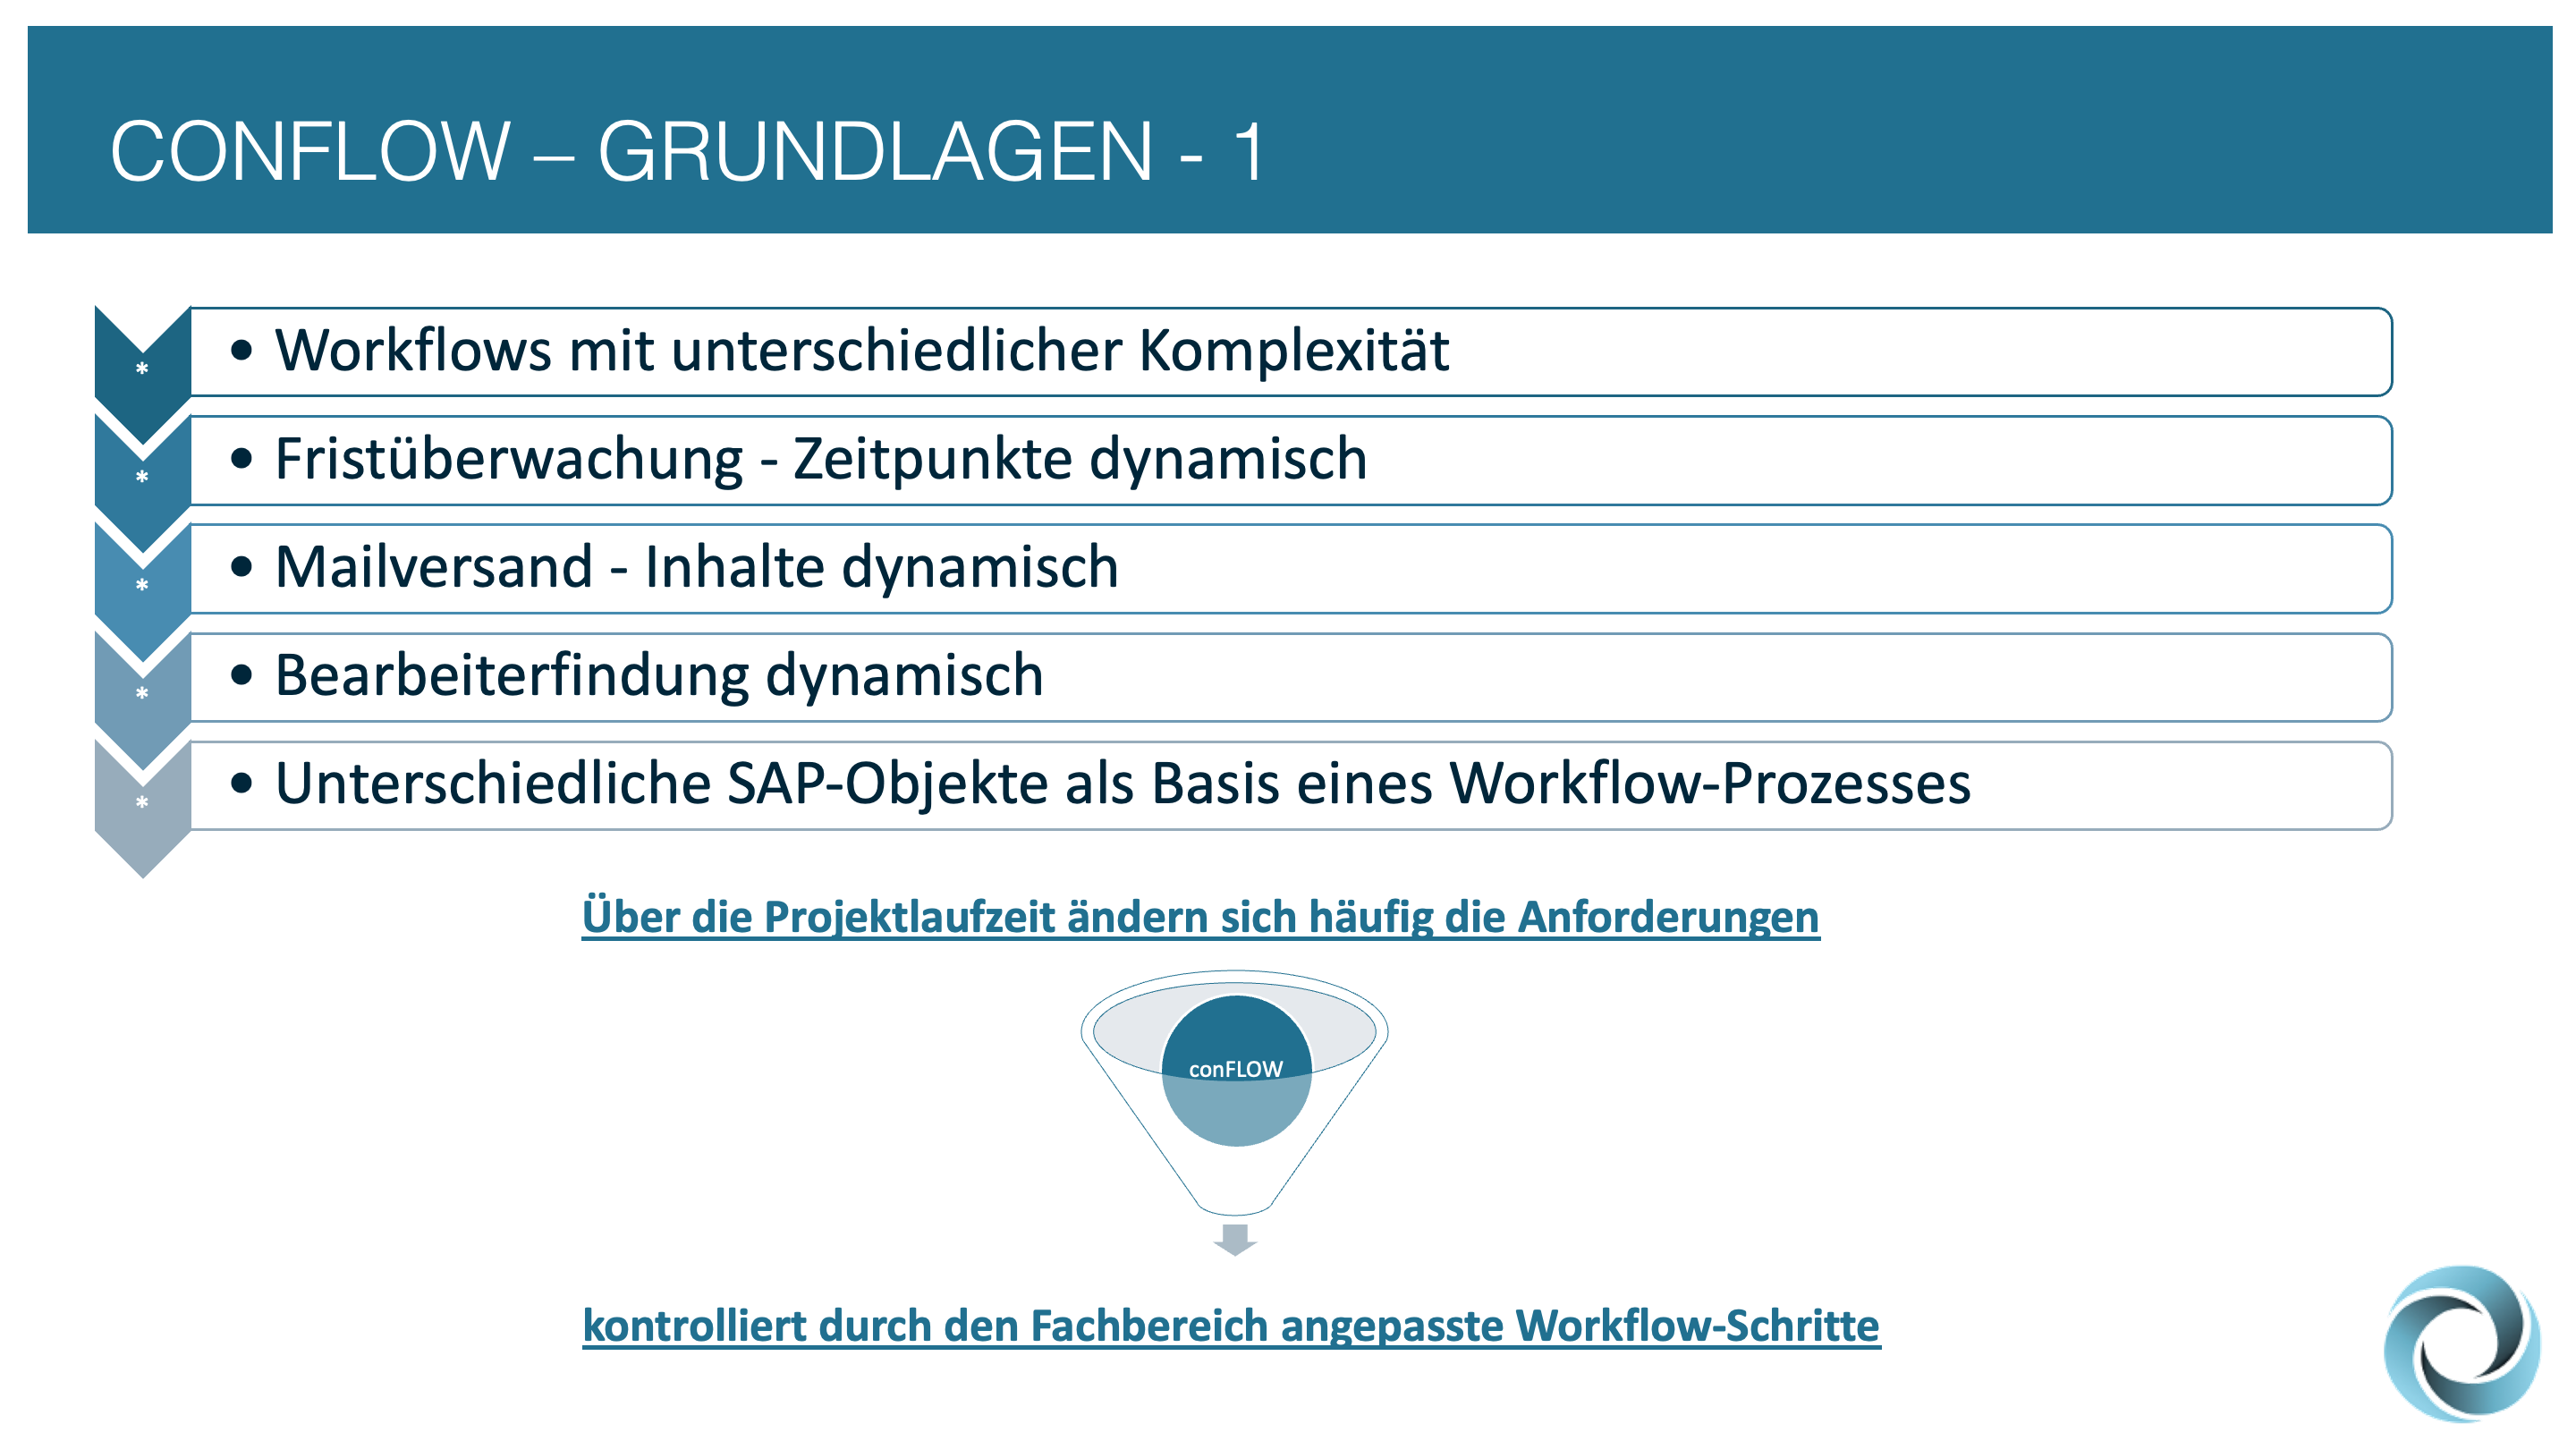 CONFLOW – GRUNDLAGEN - 1
* • Workflows mit unterschiedlicher Komplexität
* • Fristüberwachung - Zeitpunkte dynamisch
* • Mailversand - Inhalte dynamisch
* • Bearbeiterfindung dynamisch
* • Unterschiedliche SAP-Objekte als Basis eines Workflow-Prozesses
Über die Projektlaufzeit ändern sich häufig die Anforderungen
conFLOW
kontrolliert durch den Fachbereich angepasste Workflow-Schritte